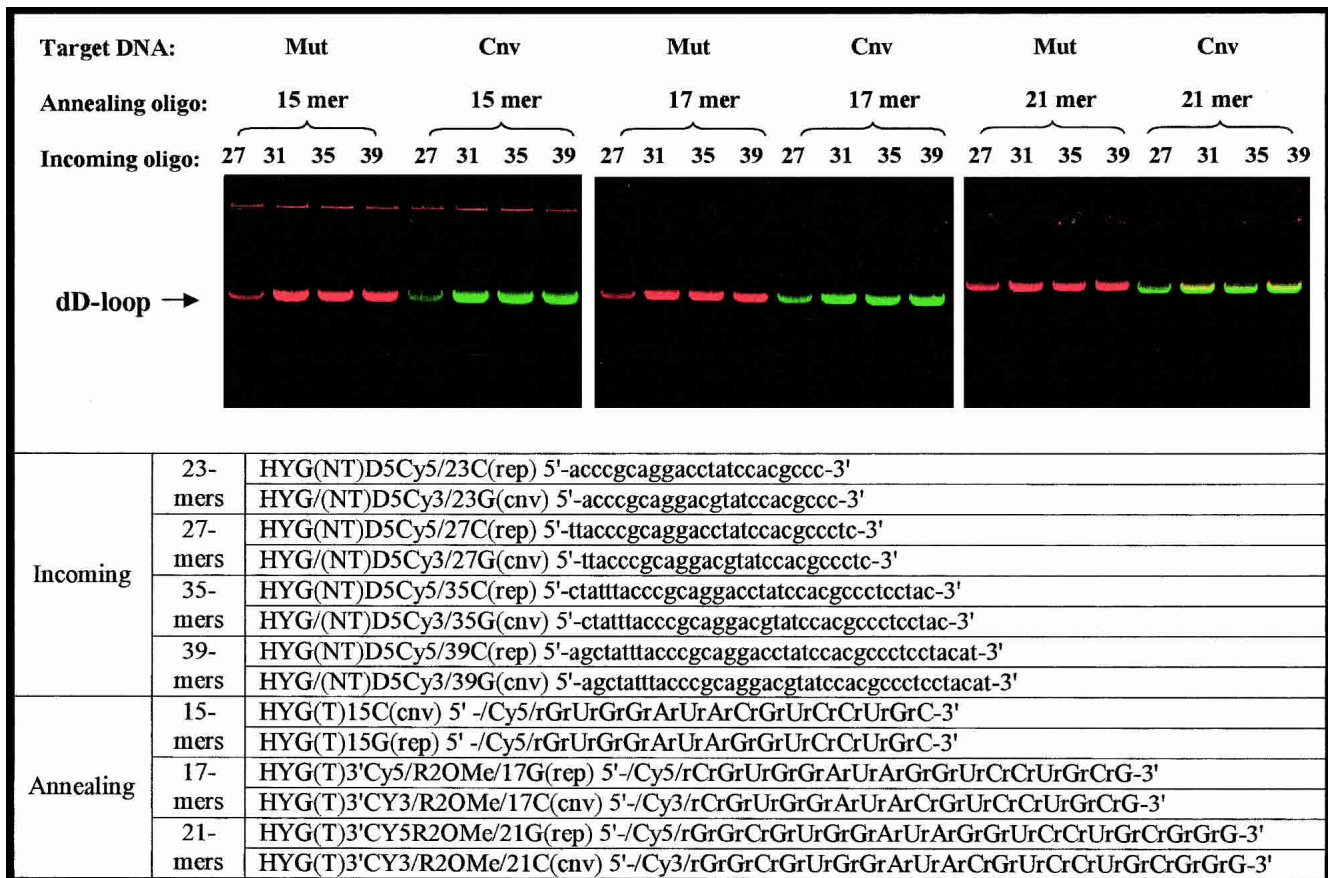 Target DNA: Mut Cnv Mut Cnv Mut Cnv
Annealing oligo: 15 mer 15 mer 17 mer 17 mer 21 mer 21 mer
Incoming oligo: 27 31 35 39 27 31 35 39 27 31 35 39 27 31 35 39 27 31 35 39 27 31 35 39
dD-loop →
Incoming
23-mers
HYG(NT)D5Cy5/23C(rep) 5'-acccgcaggacctatccacgccc-3'
HYG/(NT)D5Cy3/23G(cnv) 5'-acccgcaggacgtatccacgccc-3'
27-mers
HYG(NT)D5Cy5/27C(rep) 5'-ttacccgcaggacctatccacgccctc-3'
HYG/(NT)D5Cy3/27G(cnv) 5'-ttacccgcaggacgtatccacgccctc-3'
35-mers
HYG(NT)D5Cy5/35C(rep) 5'-ctatttacccgcaggacctatccacgccctcctac-3'
HYG/(NT)D5Cy3/35G(cnv) 5'-ctatttacccgcaggacgtatccacgccctcctac-3'
39-mers
HYG(NT)D5Cy5/39C(rep) 5'-agctatttacccgcaggacctatccacgccctcctacat-3'
HYG/(NT)D5Cy3/39G(cnv) 5'-agctatttacccgcaggacgtatccacgccctcctacat-3'
Annealing
15-mers
HYG(T)15C(cnv) 5' -/Cy5/rGrUrGrGrArUrArCrGrUrCrCrUrGrC-3'
HYG(T)15G(rep) 5' -/Cy5/rGrUrGrGrArUrArGrGrUrCrCrUrGrC-3'
17-mers
HYG(T)3'Cy5/R2OMe/17G(rep) 5'-/Cy5/rCrGrUrGrGrArUrArGrGrUrCrCrUrGrCrG-3'
HYG(T)3'CY3/R2OMe/17C(cnv) 5'-/Cy3/rCrGrUrGrGrArUrArCrGrUrCrCrUrGrCrG-3'
21-mers
HYG(T)3'CY5R2OMe/21G(rep) 5'-/Cy5/rGrGrCrGrUrGrGrArUrArGrGrUrCrCrUrGrCrGrGrG-3'
HYG(T)3'CY3/R2OMe/21C(cnv) 5'-/Cy3/rGrGrCrGrUrGrGrArUrArCrGrUrCrCrUrGrCrGrGrG-3'